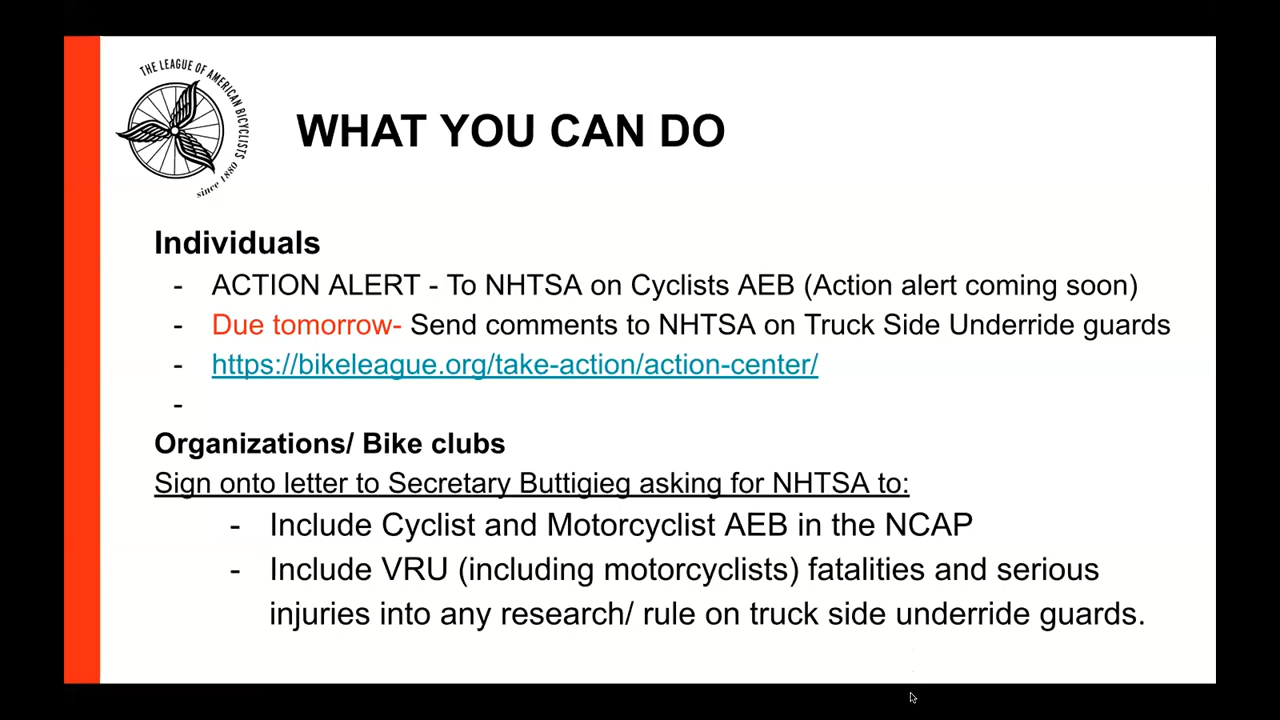 THE LEAGUE OF AMERICAN BICYCLISTS
since 1880
WHAT YOU CAN DO
Individuals
- ACTION ALERT - To NHTSA on Cyclists AEB (Action alert coming soon)
- Due tomorrow- Send comments to NHTSA on Truck Side Underride guards
- https://bikeleague.org/take-action/action-center/
-
Organizations/ Bike clubs
Sign onto letter to Secretary Buttigieg asking for NHTSA to:
- Include Cyclist and Motorcyclist AEB in the NCAP
- Include VRU (including motorcyclists) fatalities and serious
injuries into any research/ rule on truck side underride guards.